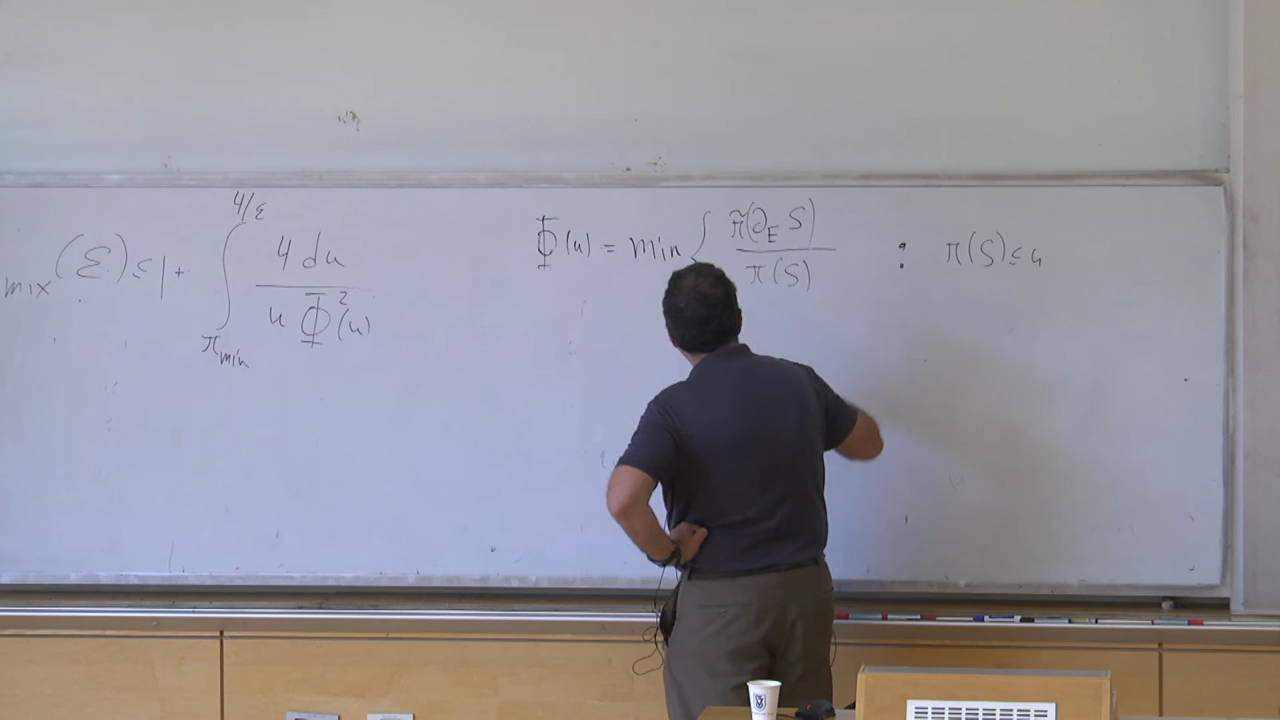 mix (ε) ≤ 1 + ∫_{π_min}^{4/ε} 4 du / u Φ²(u)
Φ(u) = min { π̃(∂_E S) / π(S) : π(S) ≤ u